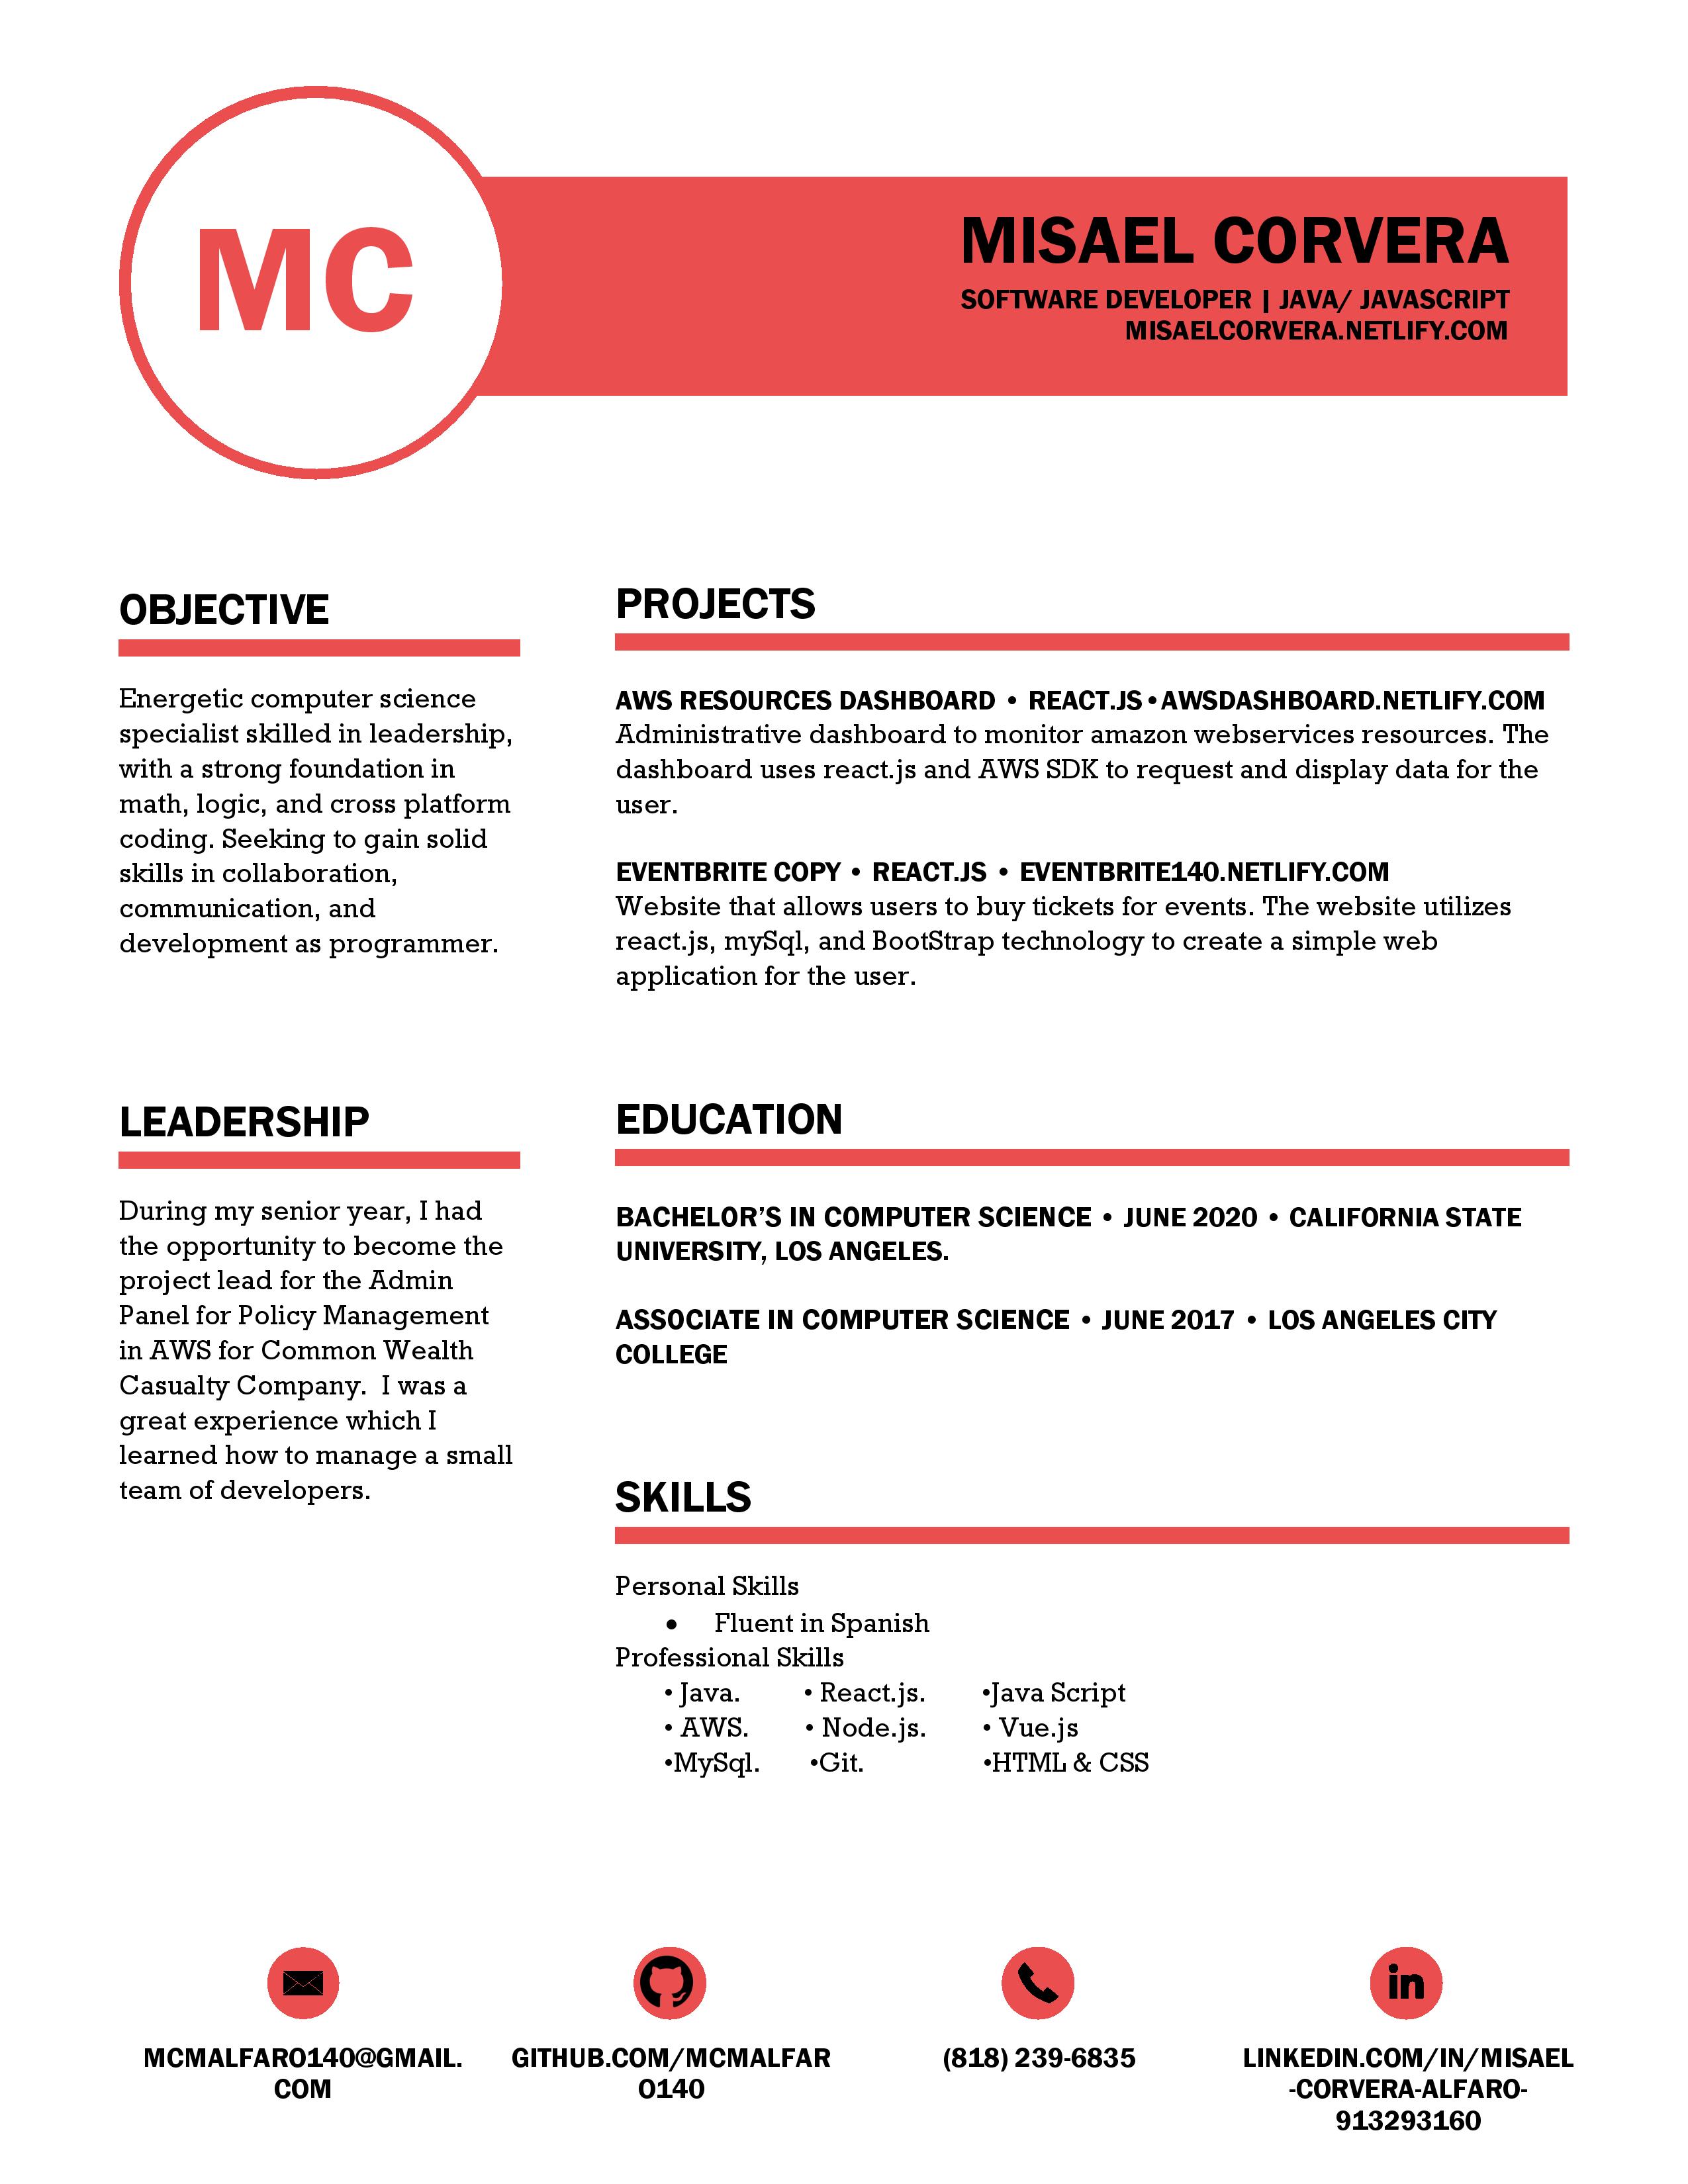 MC
MISAEL CORVERA
SOFTWARE DEVELOPER | JAVA/ JAVASCRIPT
MISAELCORVERA.NETLIFY.COM
OBJECTIVE
Energetic computer science
specialist skilled in leadership,
with a strong foundation in
math, logic, and cross platform
coding. Seeking to gain solid
skills in collaboration,
communication, and
development as programmer.
LEADERSHIP
During my senior year, I had
the opportunity to become the
project lead for the Admin
Panel for Policy Management
in AWS for Common Wealth
Casualty Company.  I was a
great experience which I
learned how to manage a small
team of developers.
PROJECTS
AWS RESOURCES DASHBOARD • REACT.JS•AWSDASHBOARD.NETLIFY.COM
Administrative dashboard to monitor amazon webservices resources. The
dashboard uses react.js and AWS SDK to request and display data for the
user.
EVENTBRITE COPY • REACT.JS • EVENTBRITE140.NETLIFY.COM
Website that allows users to buy tickets for events. The website utilizes
react.js, mySql, and BootStrap technology to create a simple web
application for the user.
EDUCATION
BACHELOR’S IN COMPUTER SCIENCE • JUNE 2020 • CALIFORNIA STATE
UNIVERSITY, LOS ANGELES.
ASSOCIATE IN COMPUTER SCIENCE • JUNE 2017 • LOS ANGELES CITY
COLLEGE
SKILLS
Personal Skills
• Fluent in Spanish
Professional Skills
• Java. • React.js. •Java Script
• AWS. • Node.js. • Vue.js
•MySql. •Git. •HTML & CSS
MCMALFARO140@GMAIL.
COM
GITHUB.COM/MCMALFAR
O140
(818) 239-6835
in
LINKEDIN.COM/IN/MISAEL
-CORVERA-ALFARO-
913293160